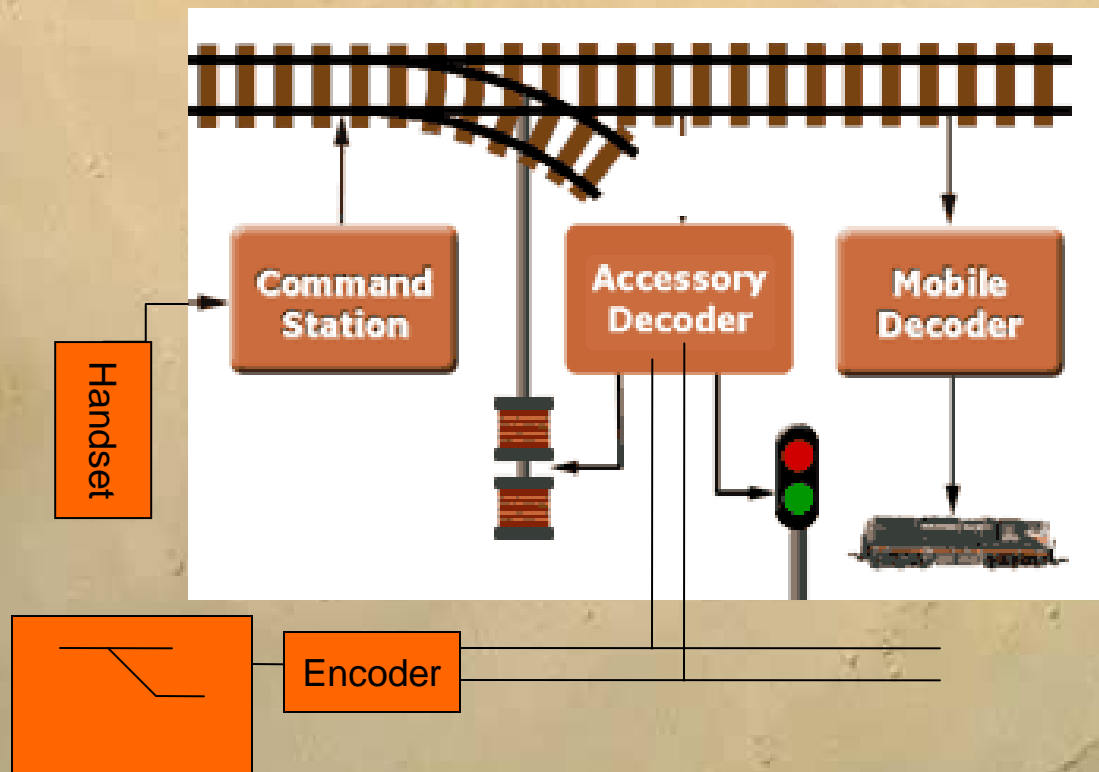 Command
Station
Accessory
Decoder
Mobile
Decoder
Handset
Encoder